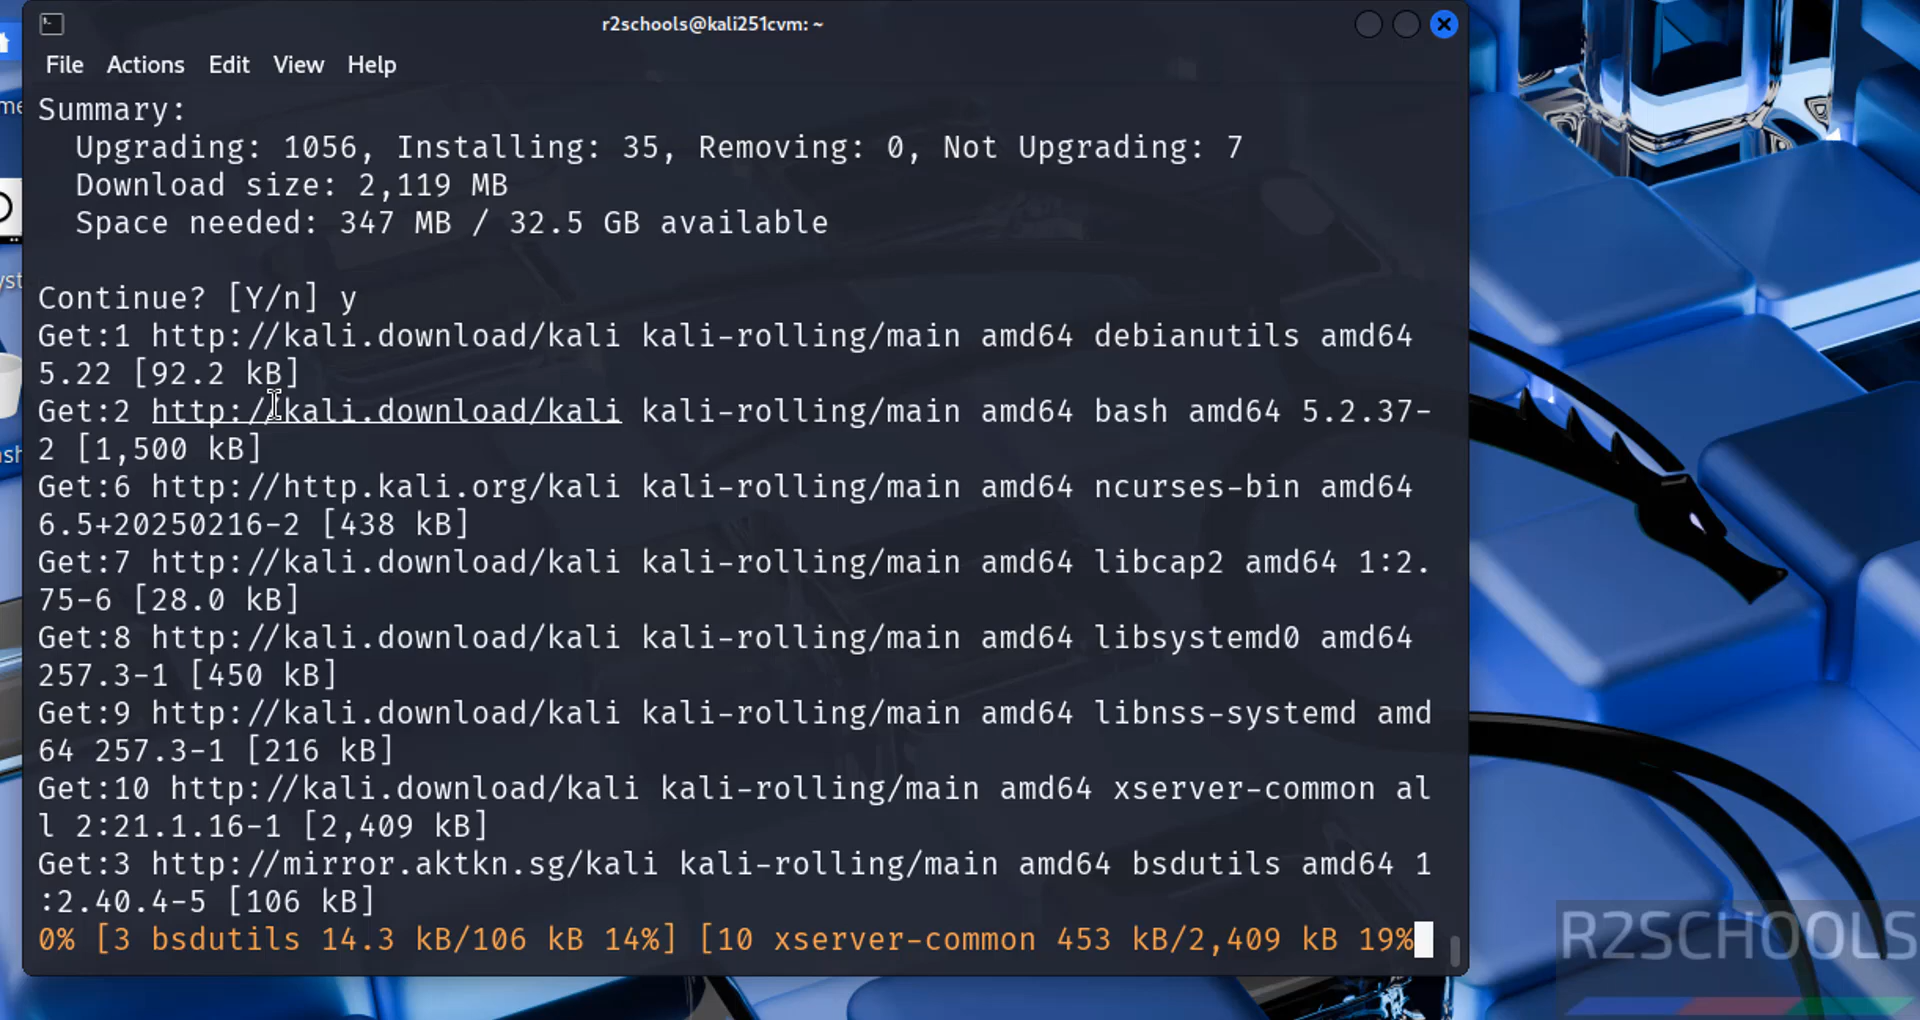 r2schools@kali251cvm: ~
File Actions Edit View Help
Summary:
Upgrading: 1056, Installing: 35, Removing: 0, Not Upgrading: 7
Download size: 2,119 MB
Space needed: 347 MB / 32.5 GB available
Continue? [Y/n] y
Get:1 http://kali.download/kali kali-rolling/main amd64 debianutils amd64
5.22 [92.2 kB]
Get:2 http://kali.download/kali kali-rolling/main amd64 bash amd64 5.2.37-
2 [1,500 kB]
Get:6 http://http.kali.org/kali kali-rolling/main amd64 ncurses-bin amd64
6.5+20250216-2 [438 kB]
Get:7 http://kali.download/kali kali-rolling/main amd64 libcap2 amd64 1:2.
75-6 [28.0 kB]
Get:8 http://kali.download/kali kali-rolling/main amd64 libsystemd0 amd64
257.3-1 [450 kB]
Get:9 http://kali.download/kali kali-rolling/main amd64 libnss-systemd amd
64 257.3-1 [216 kB]
Get:10 http://kali.download/kali kali-rolling/main amd64 xserver-common al
l 2:21.1.16-1 [2,409 kB]
Get:3 http://mirror.aktkn.sg/kali kali-rolling/main amd64 bsdutils amd64 1
:2.40.4-5 [106 kB]
0% [3 bsdutils 14.3 kB/106 kB 14%] [10 xserver-common 453 kB/2,409 kB 19%
R2SCHOOLS